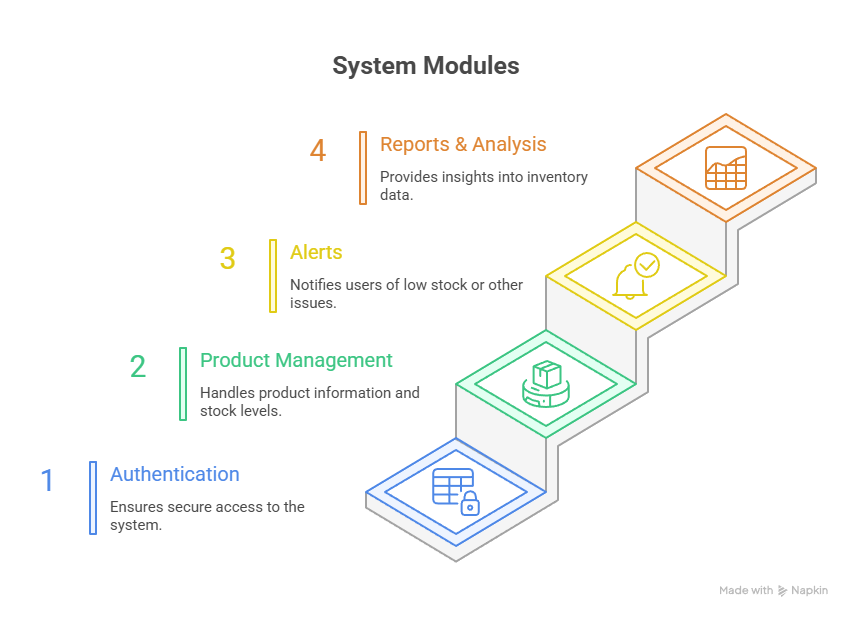 System Modules
4
Reports & Analysis
Provides insights into inventory
data.
3
Alerts
Notifies users of low stock or other
issues.
2
Product Management
Handles product information and
stock levels.
1
Authentication
Ensures secure access to the
system.
Made with Napkin